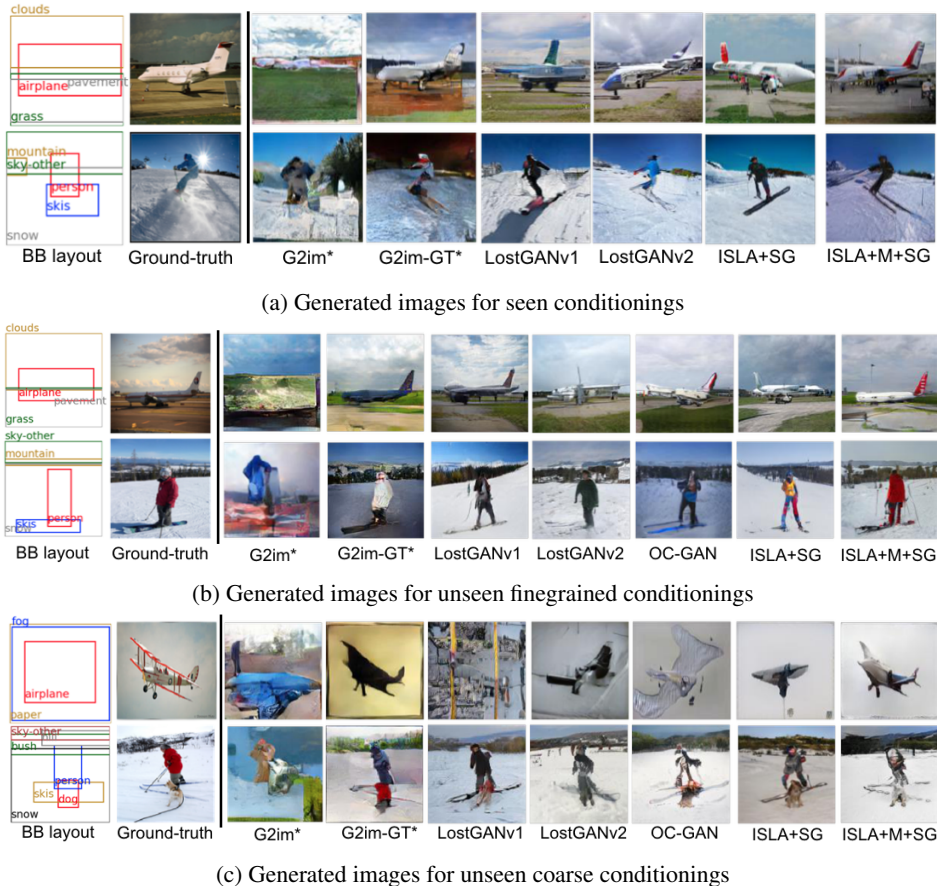 clouds
airplane
pavement
grass
mountain
sky-other
person
skis
snow
BB layout Ground-truth G2im* G2im-GT* LostGANv1 LostGANv2 ISLA+SG ISLA+M+SG
(a) Generated images for seen conditionings
clouds
airplane
pavement
grass
sky-other
mountain
person
skis
snow
BB layout Ground-truth G2im* G2im-GT* LostGANv1 LostGANv2 OC-GAN ISLA+SG ISLA+M+SG
(b) Generated images for unseen finegrained conditionings
fog
airplane
paper
sky-other
hill
bush
person
skis
dog
snow
BB layout Ground-truth G2im* G2im-GT* LostGANv1 LostGANv2 OC-GAN ISLA+SG ISLA+M+SG
(c) Generated images for unseen coarse conditionings